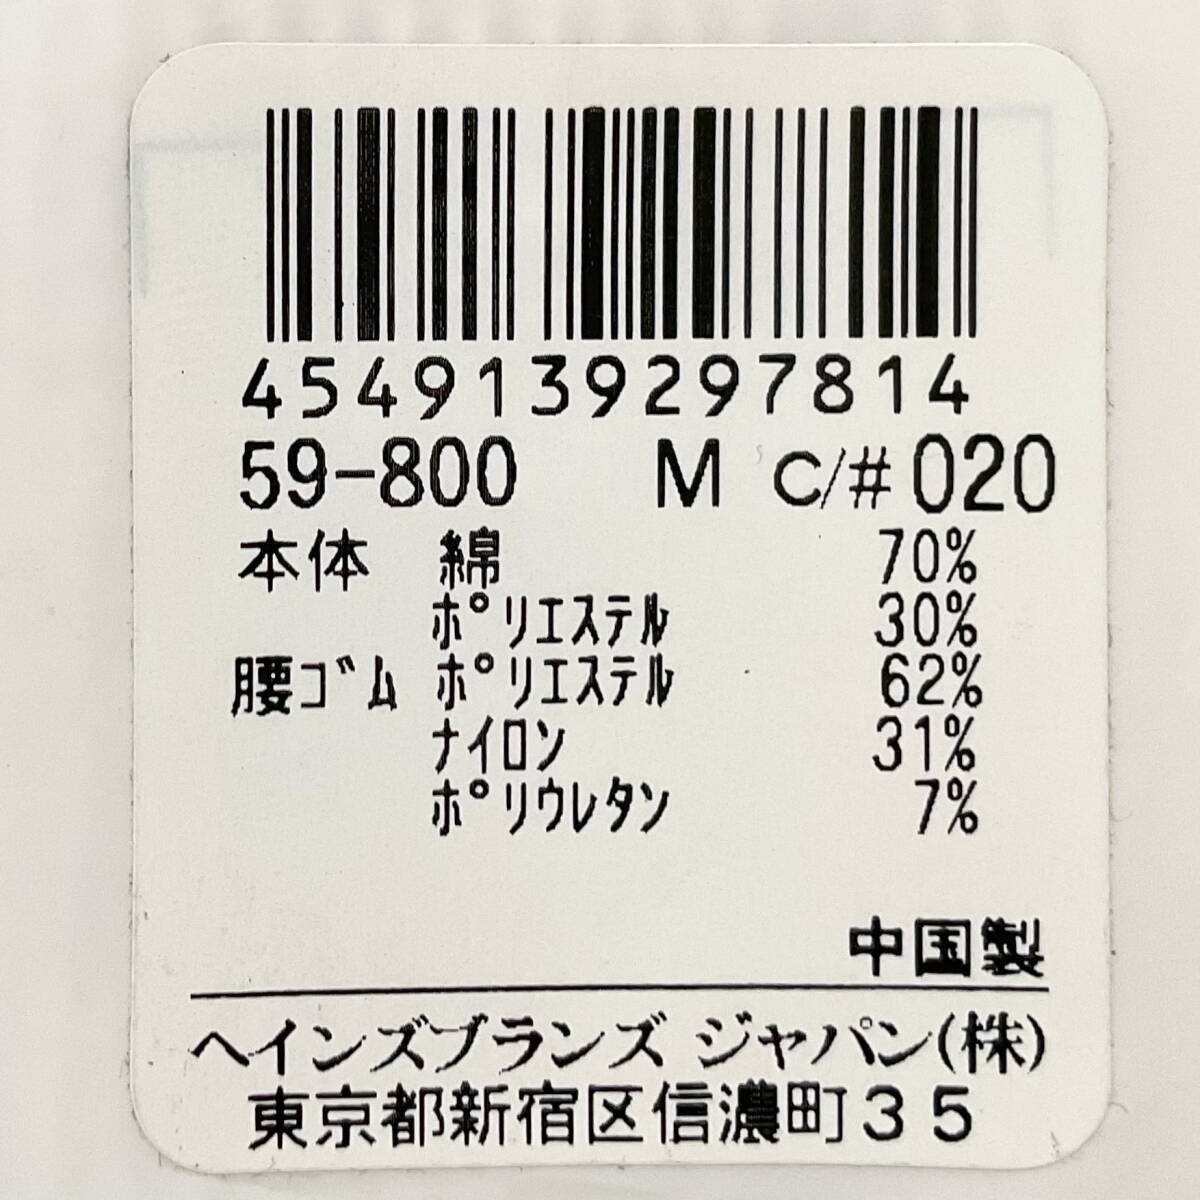 4549139297814
59-800 M C/# 020
本体 綿 70%
ﾎﾟﾘｴｽﾃﾙ 30%
腰ｺﾞﾑ ﾎﾟﾘｴｽﾃﾙ 62%
ﾅｲﾛﾝ 31%
ﾎﾟﾘｳﾚﾀﾝ 7%
中国製
ヘインズブランズ ジャパン(株)
東京都新宿区信濃町３５